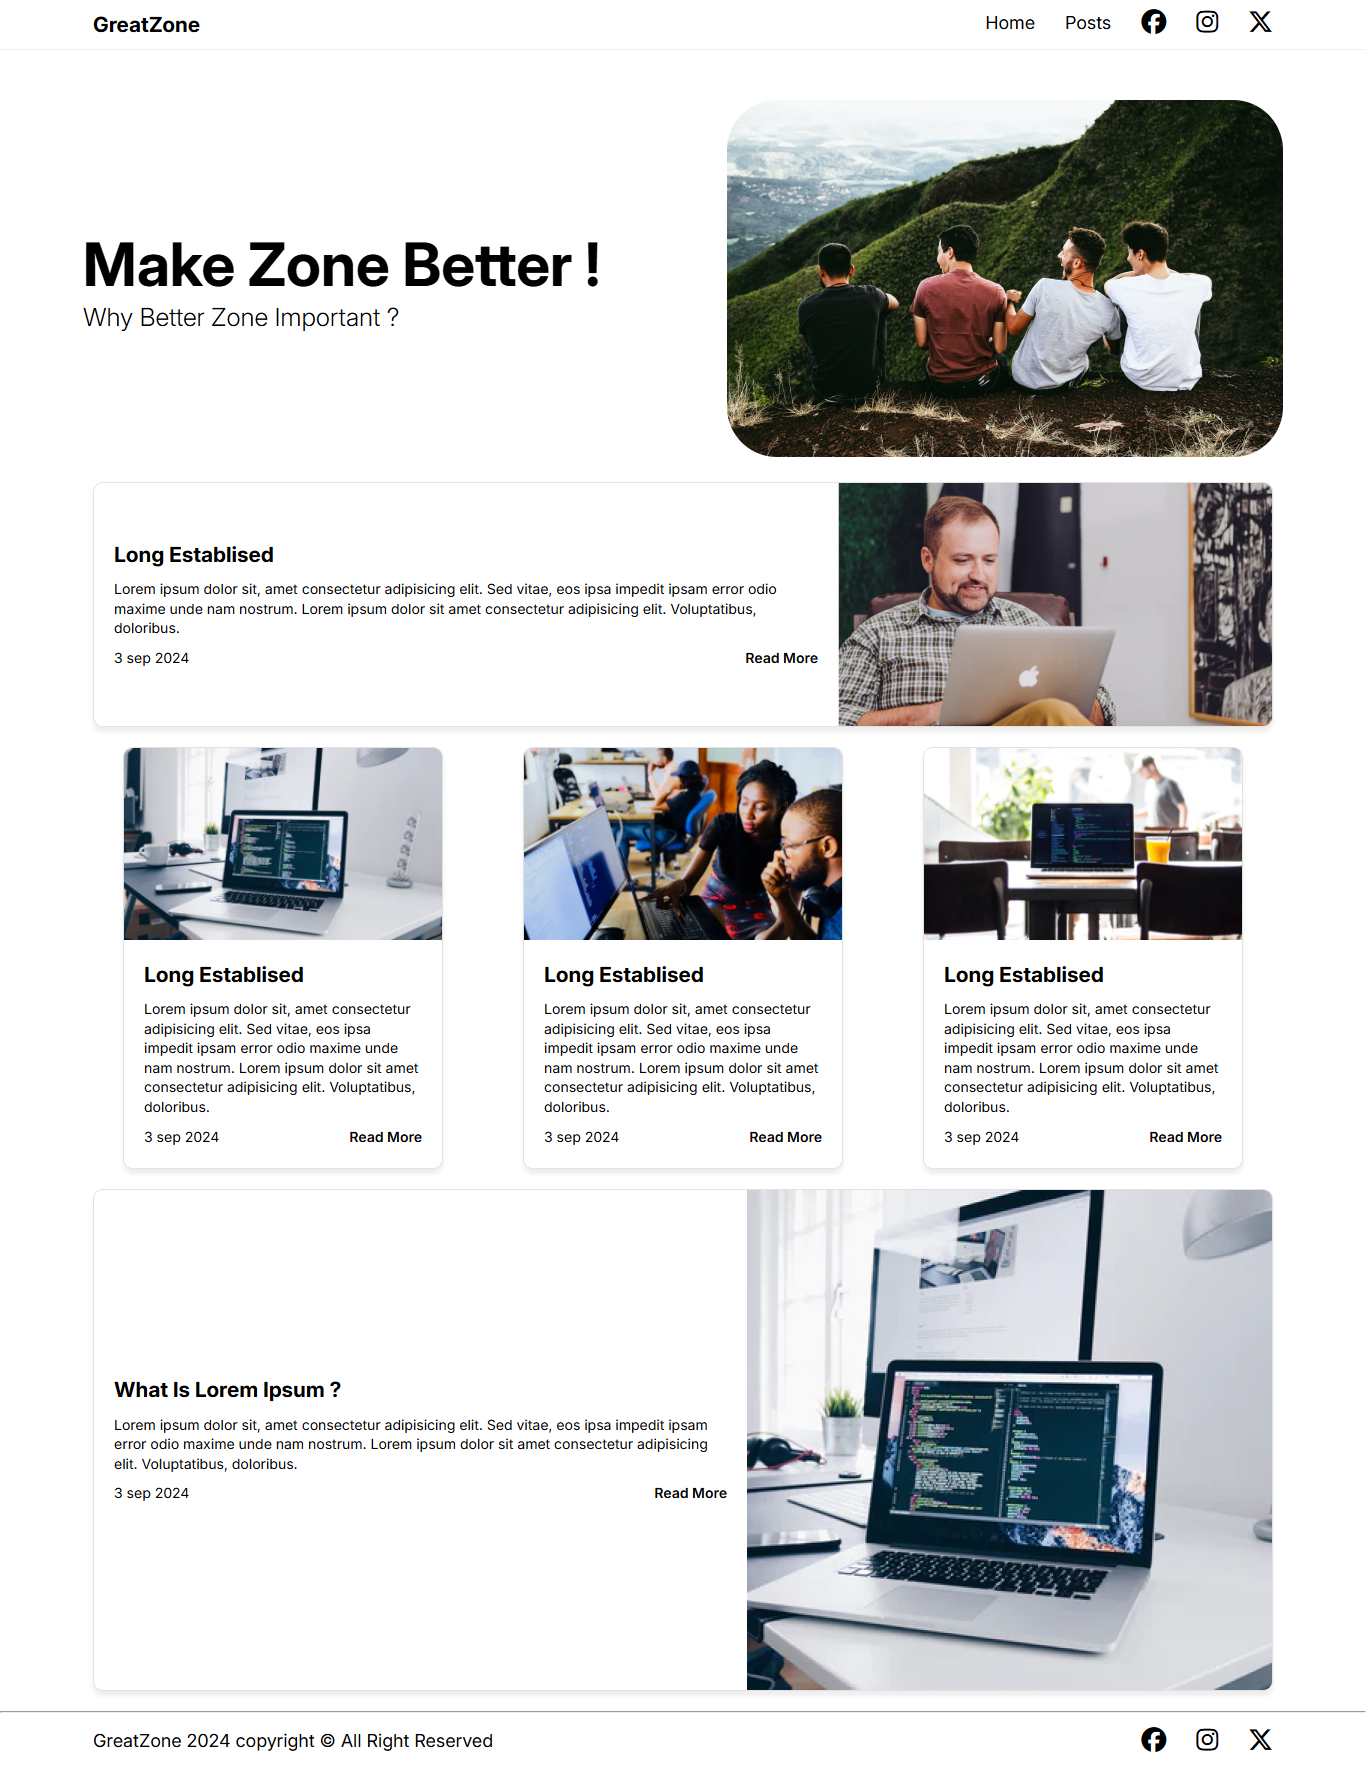 GreatZone
Home Posts
Make Zone Better !
Why Better Zone Important ?
Long Establised
Lorem ipsum dolor sit, amet consectetur adipisicing elit. Sed vitae, eos ipsa impedit ipsam error odio
maxime unde nam nostrum. Lorem ipsum dolor sit amet consectetur adipisicing elit. Voluptatibus,
doloribus.
3 sep 2024
Read More
Long Establised
Lorem ipsum dolor sit, amet consectetur
adipisicing elit. Sed vitae, eos ipsa
impedit ipsam error odio maxime unde
nam nostrum. Lorem ipsum dolor sit amet
consectetur adipisicing elit. Voluptatibus,
doloribus.
3 sep 2024
Read More
Long Establised
Lorem ipsum dolor sit, amet consectetur
adipisicing elit. Sed vitae, eos ipsa
impedit ipsam error odio maxime unde
nam nostrum. Lorem ipsum dolor sit amet
consectetur adipisicing elit. Voluptatibus,
doloribus.
3 sep 2024
Read More
Long Establised
Lorem ipsum dolor sit, amet consectetur
adipisicing elit. Sed vitae, eos ipsa
impedit ipsam error odio maxime unde
nam nostrum. Lorem ipsum dolor sit amet
consectetur adipisicing elit. Voluptatibus,
doloribus.
3 sep 2024
Read More
What Is Lorem Ipsum ?
Lorem ipsum dolor sit, amet consectetur adipisicing elit. Sed vitae, eos ipsa impedit ipsam
error odio maxime unde nam nostrum. Lorem ipsum dolor sit amet consectetur adipisicing
elit. Voluptatibus, doloribus.
3 sep 2024
Read More
GreatZone 2024 copyright © All Right Reserved